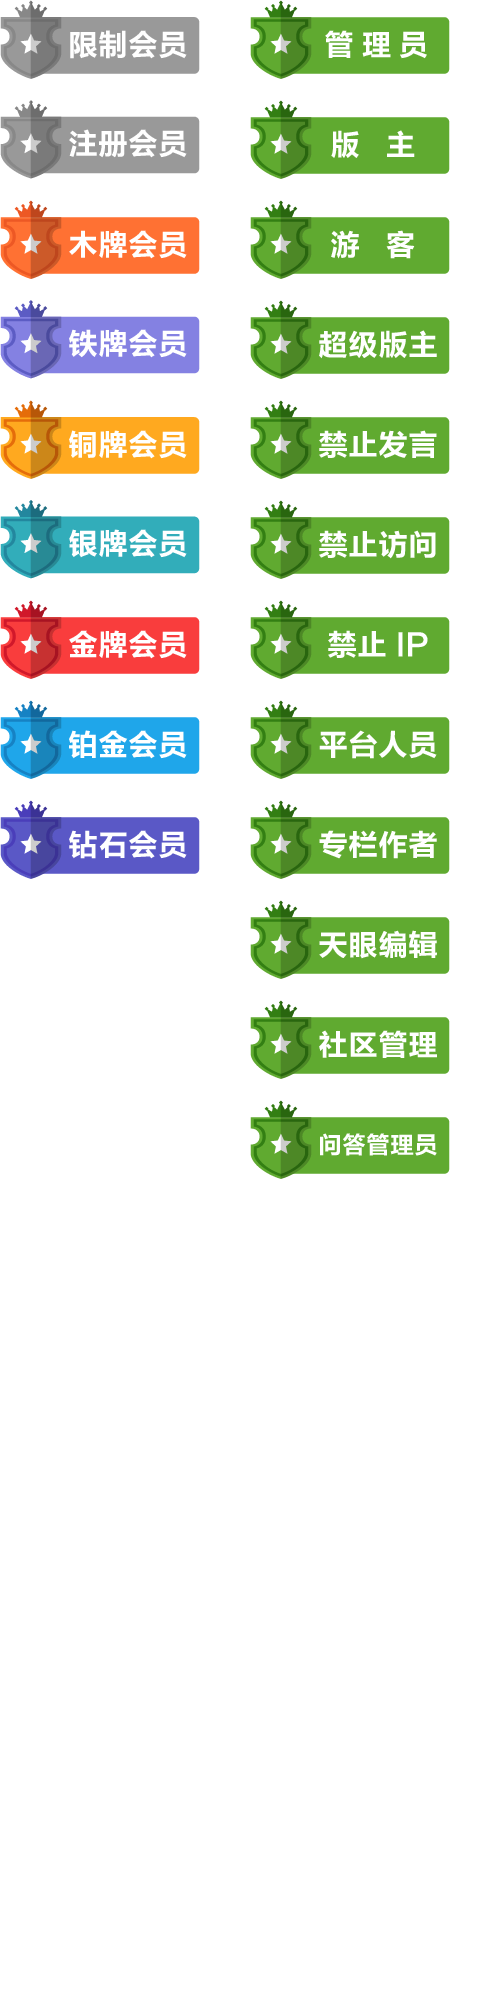 限制会员
注册会员
木牌会员
铁牌会员
铜牌会员
银牌会员
金牌会员
铂金会员
钻石会员
管理员
版 主
游 客
超级版主
禁止发言
禁止访问
禁止 IP
平台人员
专栏作者
天眼编辑
社区管理
问答管理员